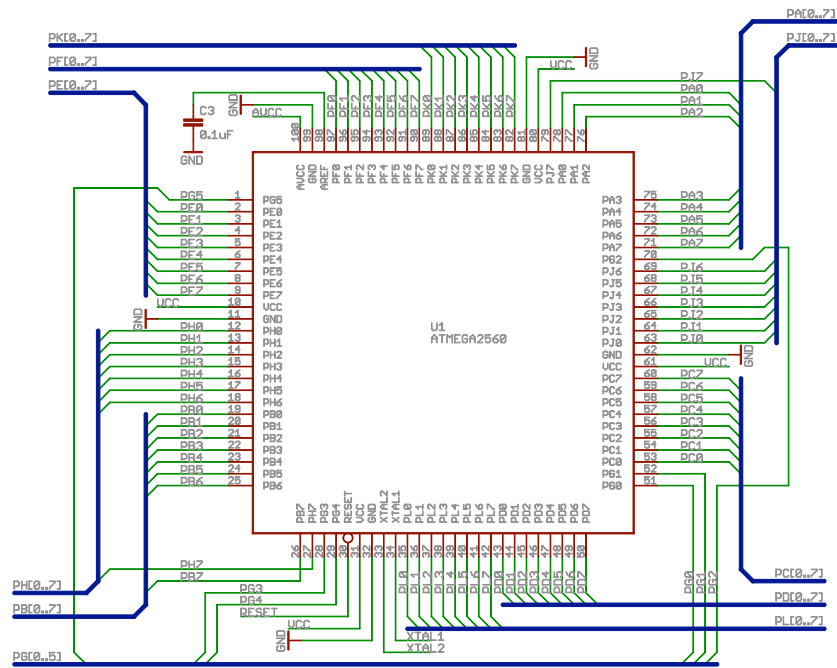 PK[0..7]
PF[0..7]
PE[0..7]
PA[0..7]
PJ[0..7]
GND
VCC
PJ7
PA0
PA1
PA2
C3
0.1uF
GND
GND
AVCC
PF0 PF1 PF2 PF3 PF4 PF5 PF6 PF7 PK0 PK1 PK2 PK3 PK4 PK5 PK6 PK7
100 99 98 97 96 95 94 93 92 91 90 89 88 87 86 85 84 83 82 81 80 79 78 77 76
AVCC GND AREF PF0 PF1 PF2 PF3 PF4 PF5 PF6 PF7 PK0 PK1 PK2 PK3 PK4 PK5 PK6 PK7 GND VCC PJ7 PA0 PA1 PA2
PG5 1 PG5 PA3 75 PA3
PE0 2 PE0 PA4 74 PA4
PE1 3 PE1 PA5 73 PA5
PE2 4 PE2 PA6 72 PA6
PE3 5 PE3 PA7 71 PA7
PE4 6 PE4 PG2 70
PE5 7 PE5 PJ6 69 PJ6
PE6 8 PE6 PJ5 68 PJ5
PE7 9 PE7 PJ4 67 PJ4
VCC 10 VCC PJ3 66 PJ3
GND 11 GND PJ2 65 PJ2
PH0 12 PH0 PJ1 64 PJ1
PH1 13 PH1 PJ0 63 PJ0
PH2 14 PH2 GND 62 GND
PH3 15 PH3 VCC 61 VCC
PH4 16 PH4 PC7 60 PC7
PH5 17 PH5 PC6 59 PC6
PH6 18 PH6 PC5 58 PC5
PB0 19 PB0 PC4 57 PC4
PB1 20 PB1 PC3 56 PC3
PB2 21 PB2 PC2 55 PC2
PB3 22 PB3 PC1 54 PC1
PB4 23 PB4 PC0 53 PC0
PB5 24 PB5 PG1 52
PB6 25 PB6 PG0 51
U1
ATMEGA2560
PB7 PH7 PG3 PG4 RESET VCC GND XTAL2 XTAL1 PL0 PL1 PL2 PL3 PL4 PL5 PL6 PL7 PD0 PD1 PD2 PD3 PD4 PD5 PD6 PD7
26 27 28 29 30 31 32 33 34 35 36 37 38 39 40 41 42 43 44 45 46 47 48 49 50
PL0 PL1 PL2 PL3 PL4 PL5 PL6 PL7 PD0 PD1 PD2 PD3 PD4 PD5 PD6 PD7
PG0 PG1 PG2
PH7
PB7
PG3
PG4
RESET
VCC
GND
XTAL1
XTAL2
PH[0..7]
PB[0..7]
PG[0..5]
PC[0..7]
PD[0..7]
PL[0..7]